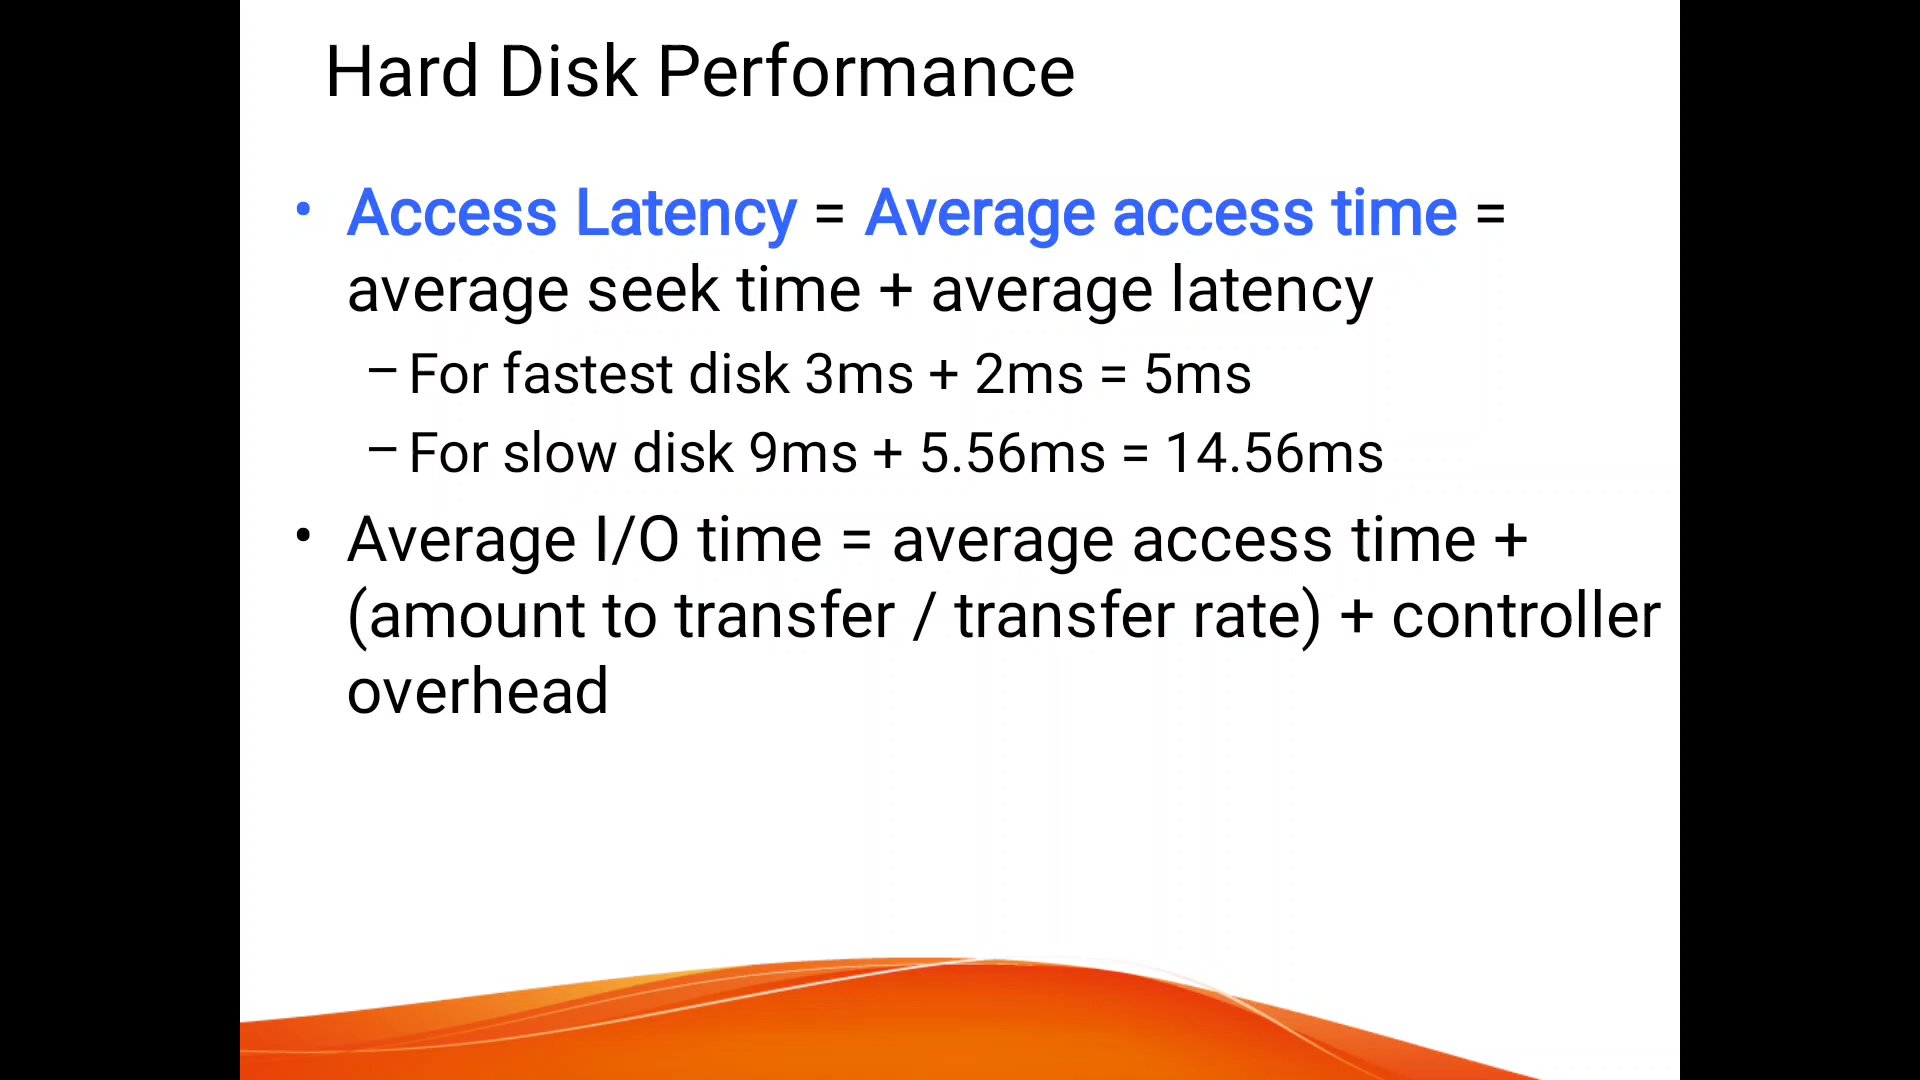 Hard Disk Performance
• Access Latency = Average access time =
average seek time + average latency
– For fastest disk 3ms + 2ms = 5ms
– For slow disk 9ms + 5.56ms = 14.56ms
• Average I/O time = average access time +
(amount to transfer / transfer rate) + controller
overhead